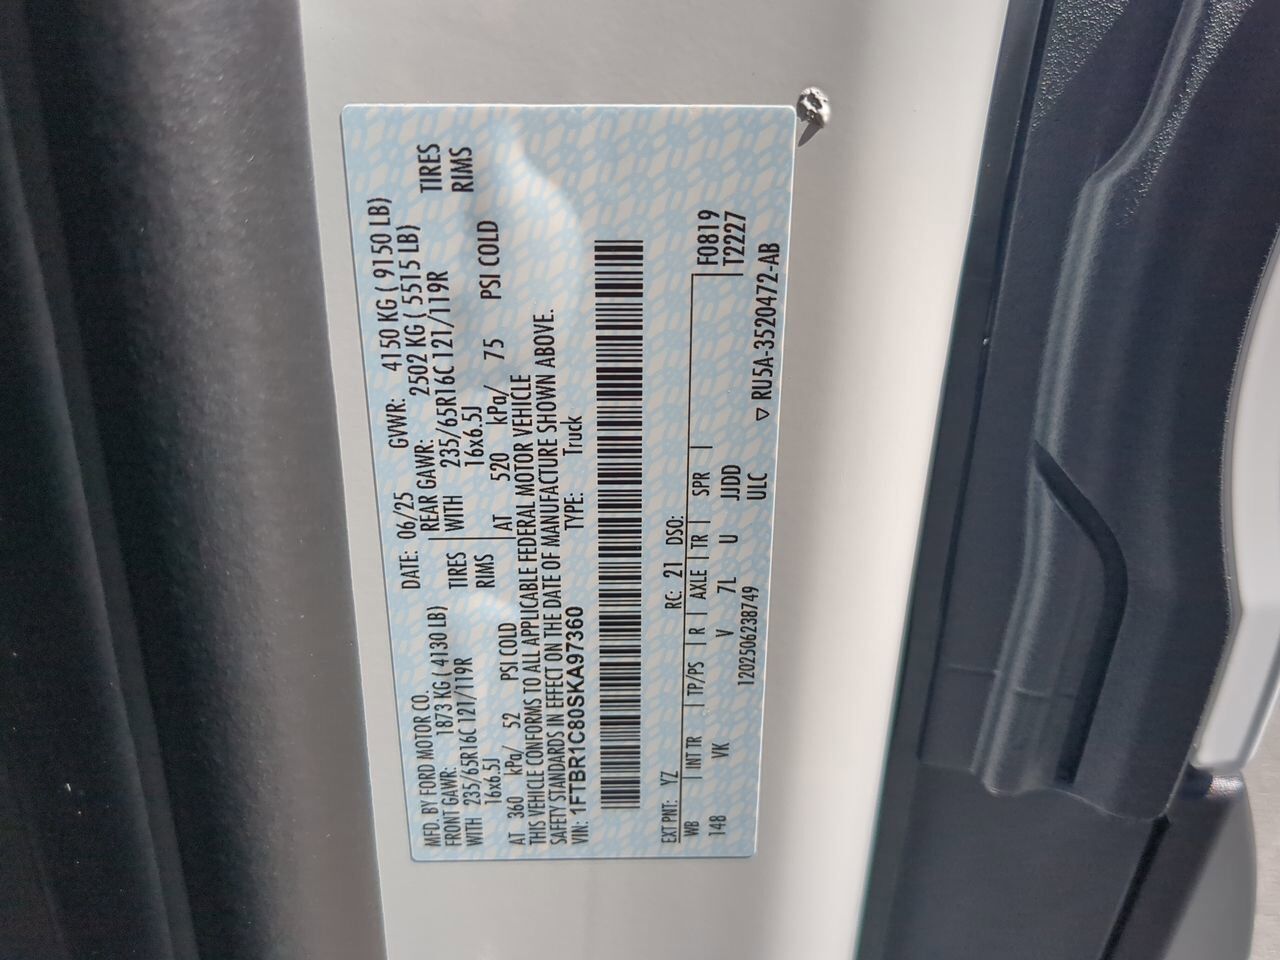 MFD. BY FORD MOTOR CO. DATE: 06/25 GVWR: 4150 KG ( 9150 LB)
FRONT GAWR: 1873 KG ( 4130 LB) REAR GAWR: 2502 KG ( 5515 LB)
WITH 235/65R16C 121/119R TIRES WITH 235/65R16C 121/119R TIRES
16x6.5J RIMS 16x6.5J RIMS
AT 360 kPa/ 52 PSI COLD AT 520 kPa/ 75 PSI COLD
THIS VEHICLE CONFORMS TO ALL APPLICABLE FEDERAL MOTOR VEHICLE
SAFETY STANDARDS IN EFFECT ON THE DATE OF MANUFACTURE SHOWN ABOVE.
VIN: 1FTBR1C80SKA97360 TYPE: Truck
EXT PNT: YZ RC: 21 DSO:
WB INT TR TP/PS R AXLE TR SPR F0819
148 VK V 7L U JJDD T2227
1202506238749 ULC
▽ RU5A-3520472-AB